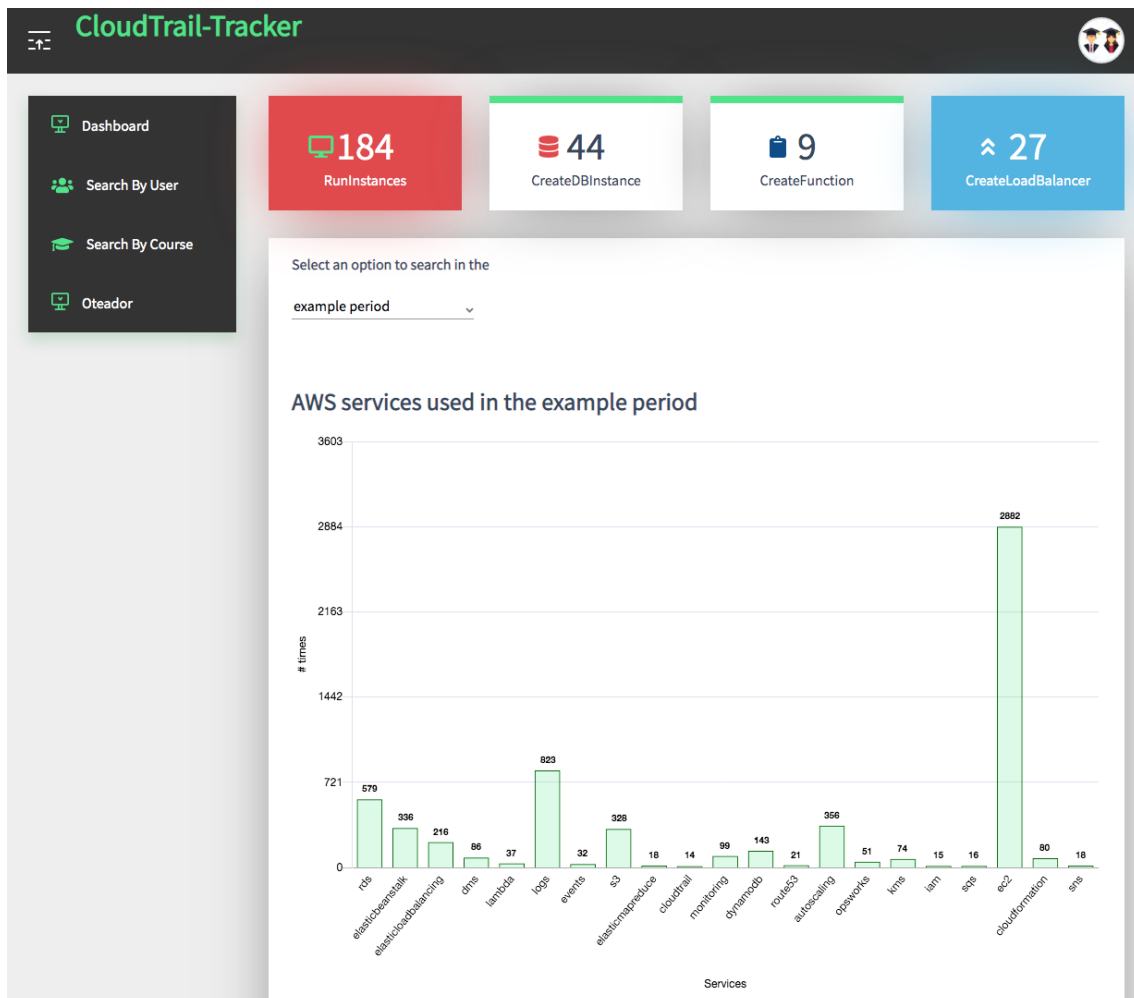 CloudTrail-Tracker
Dashboard
Search By User
Search By Course
Oteador
184
RunInstances
44
CreateDBInstance
9
CreateFunction
27
CreateLoadBalancer
Select an option to search in the
example period
AWS services used in the example period
3603
2884
2163
1442
721
0
# times
579
336
216
86
37
823
32
328
18
14
99
143
21
356
51
74
15
16
2882
80
18
rds
elasticbeanstalk
elasticloadbalancing
dms
lambda
logs
events
s3
elasticmapreduce
cloudtrail
monitoring
dynamodb
route53
autoscaling
opsworks
kms
iam
sqs
ec2
cloudformation
sns
Services